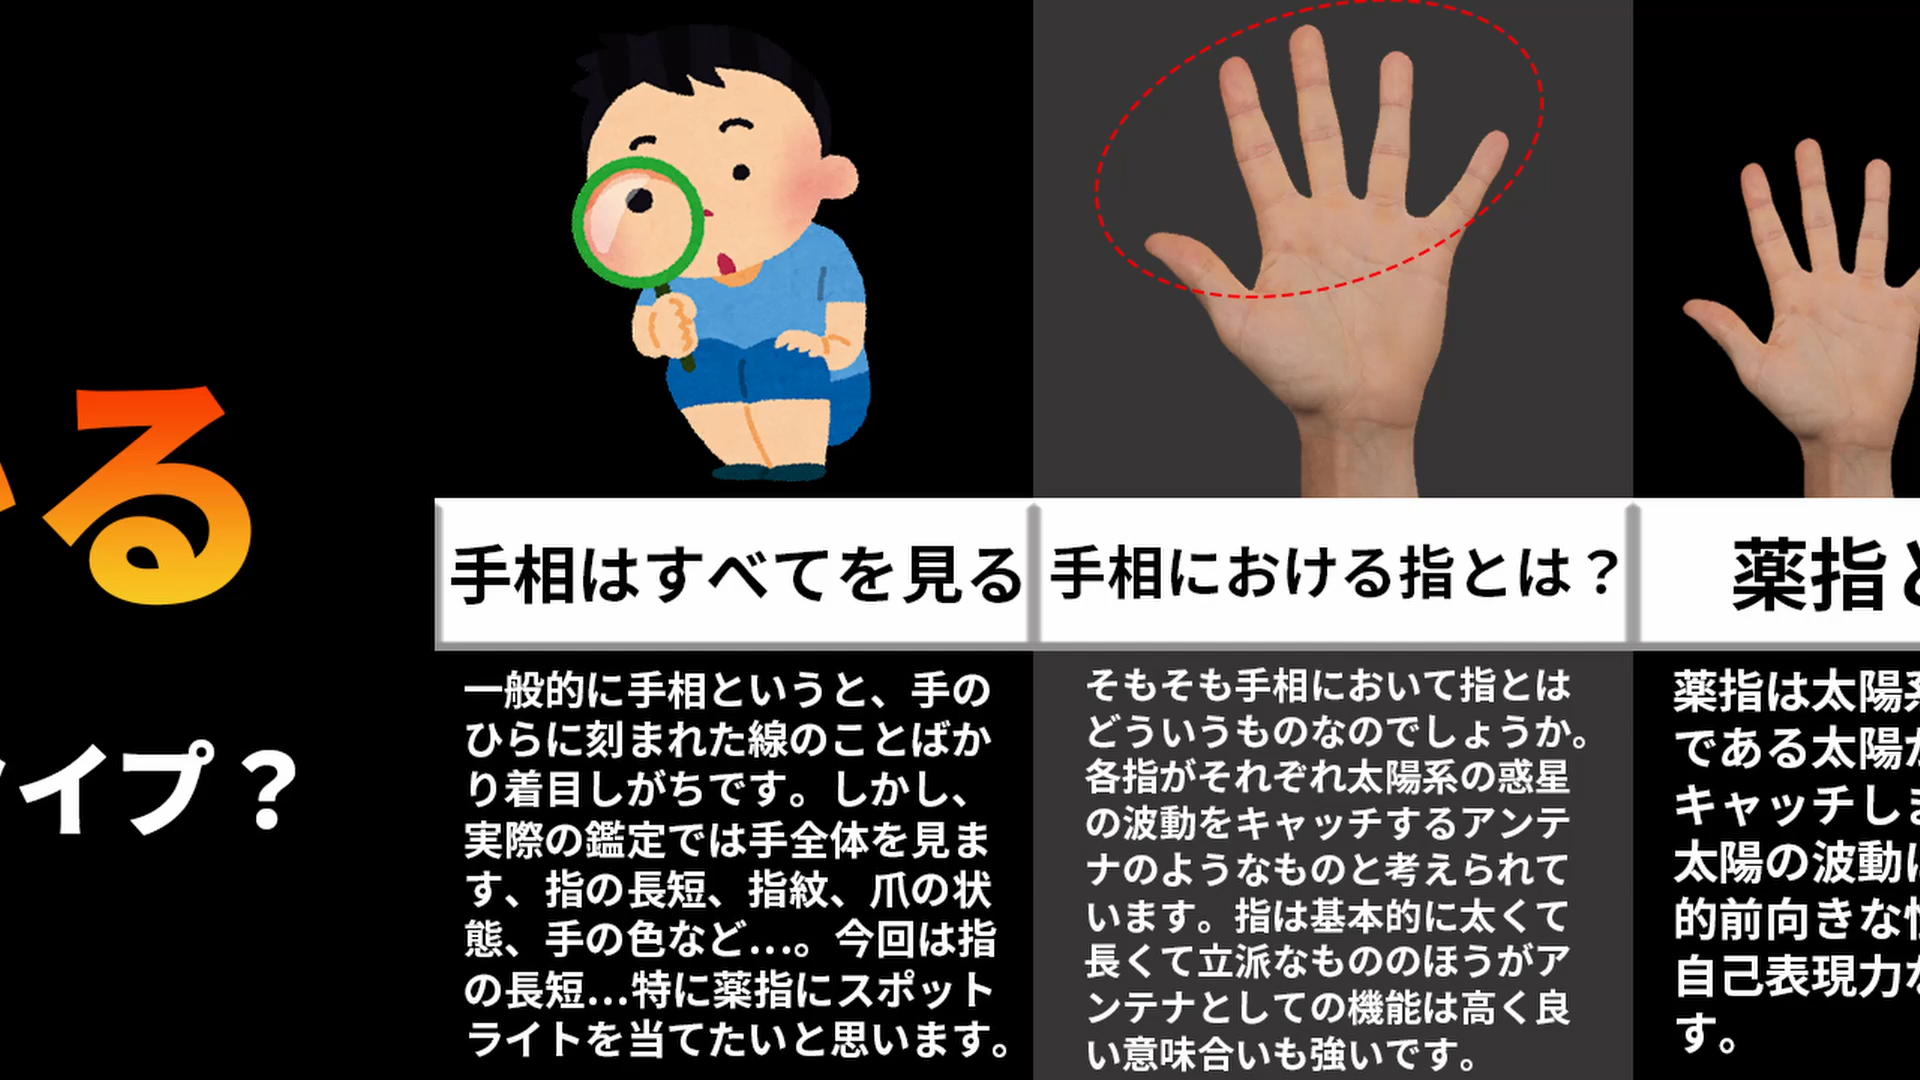 る
イプ？
手相はすべてを見る
一般的に手相というと、手の
ひらに刻まれた線のことばか
り着目しがちです。しかし、
実際の鑑定では手全体を見ま
す、指の長短、指紋、爪の状
態、手の色など…。今回は指
の長短…特に薬指にスポット
ライトを当てたいと思います。
手相における指とは？
そもそも手相において指とは
どういうものなのでしょうか。
各指がそれぞれ太陽系の惑星
の波動をキャッチするアンテ
ナのようなものと考えられて
います。指は基本的に太くて
長くて立派なもののほうがア
ンテナとしての機能は高く良
い意味合いも強いです。
薬指と
薬指は太陽系
である太陽か
キャッチしま
太陽の波動は
的前向きな性
自己表現力な
す。